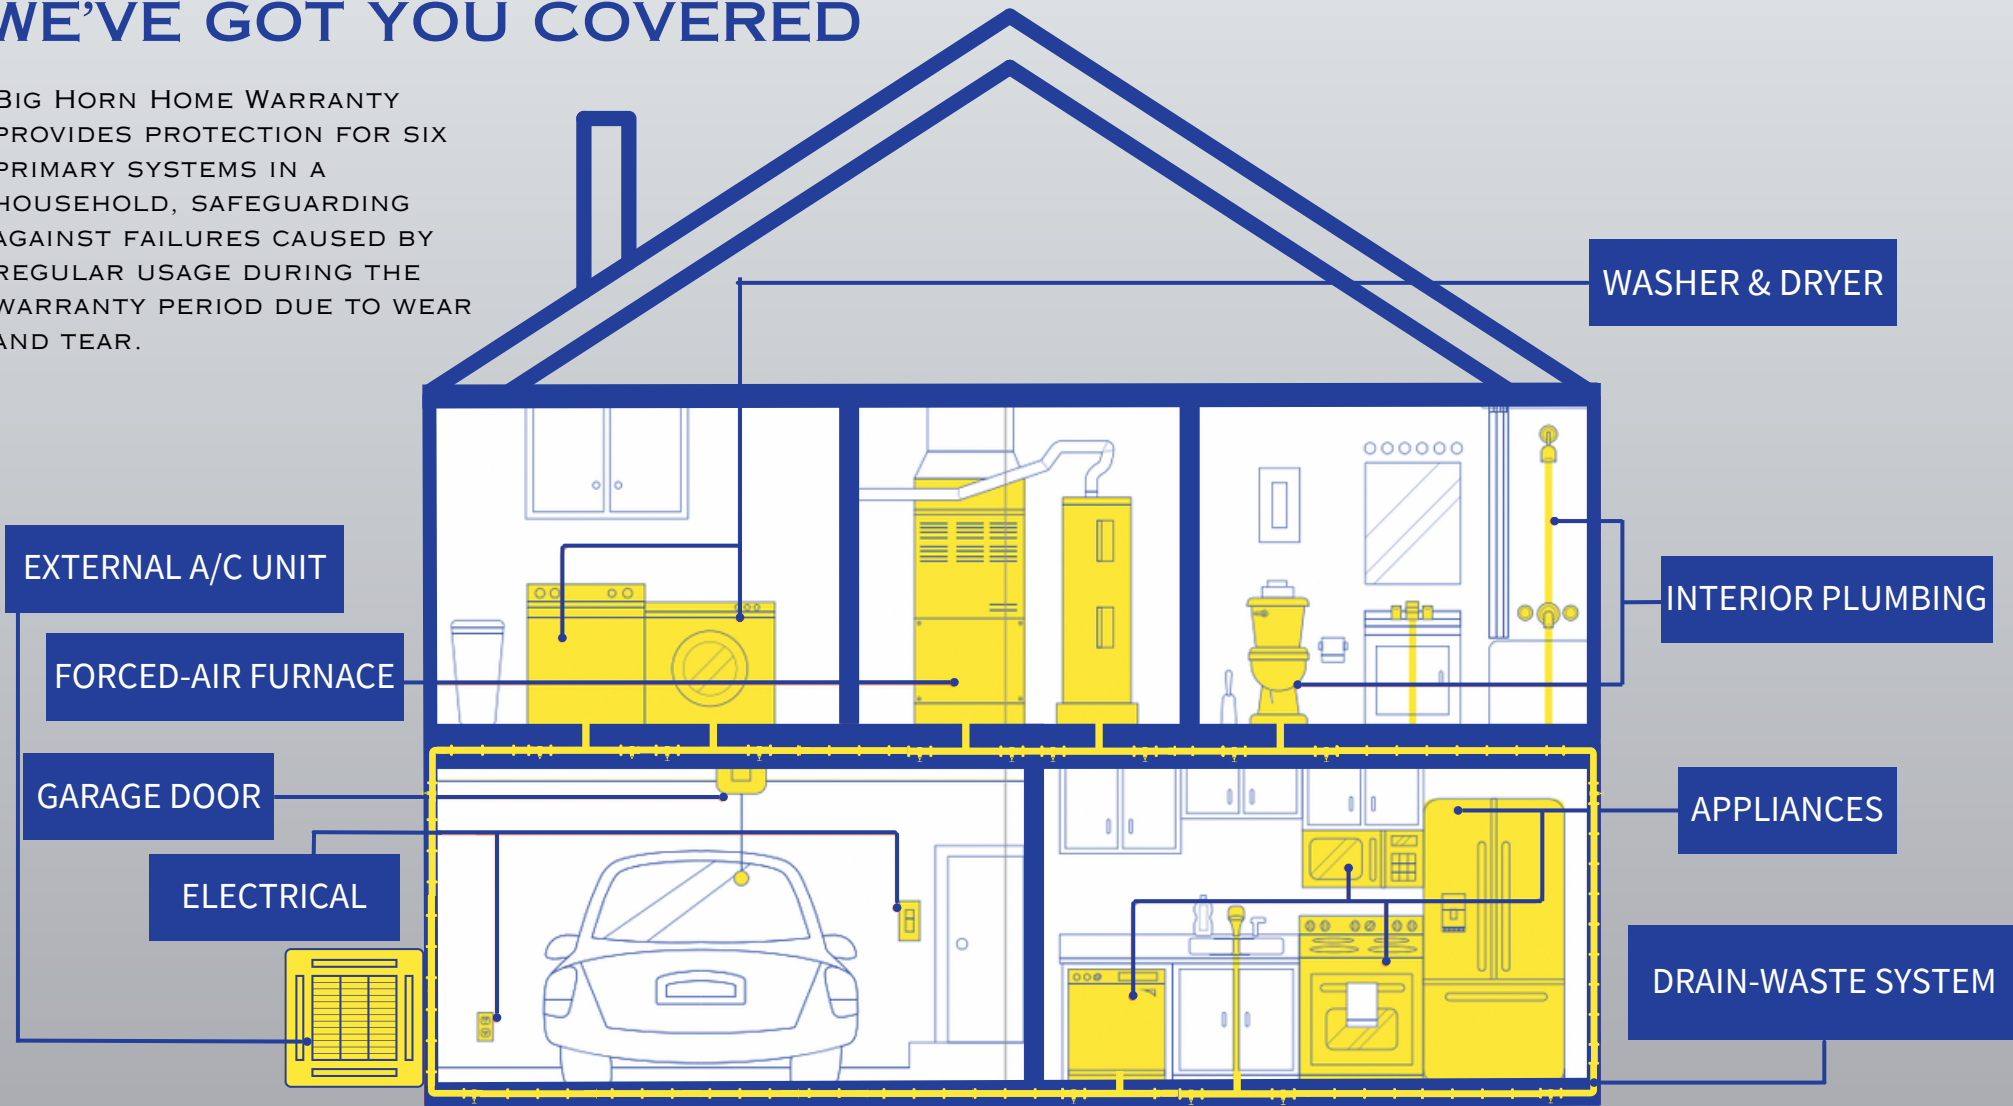 WE'VE GOT YOU COVERED
BIG HORN HOME WARRANTY
PROVIDES PROTECTION FOR SIX
PRIMARY SYSTEMS IN A
HOUSEHOLD, SAFEGUARDING
AGAINST FAILURES CAUSED BY
REGULAR USAGE DURING THE
WARRANTY PERIOD DUE TO WEAR
AND TEAR.
WASHER & DRYER
EXTERNAL A/C UNIT
INTERIOR PLUMBING
FORCED-AIR FURNACE
GARAGE DOOR
APPLIANCES
ELECTRICAL
DRAIN-WASTE SYSTEM